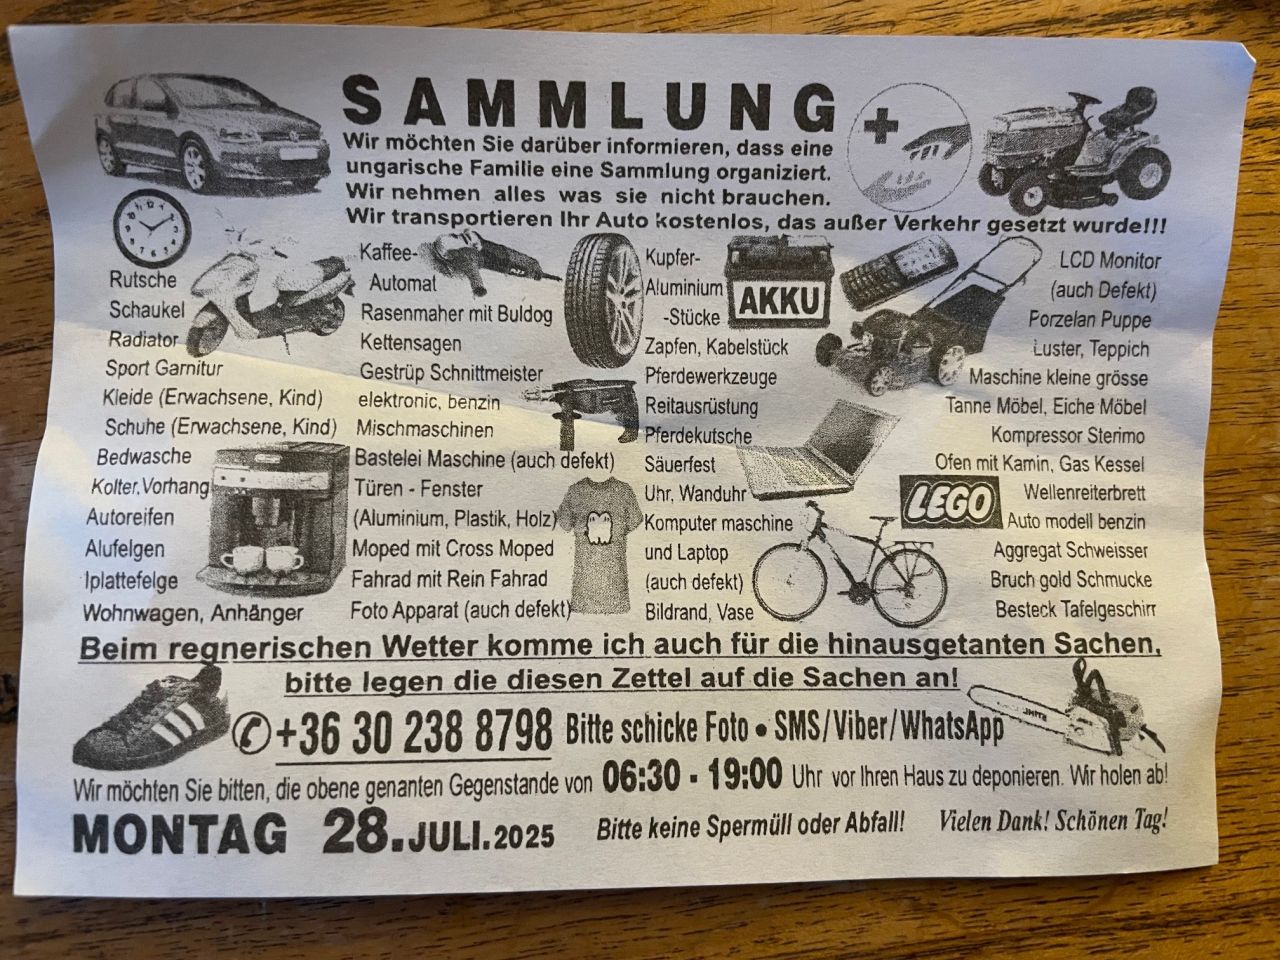 SAMMLUNG
Wir möchten Sie darüber informieren, dass eine
ungarische Familie eine Sammlung organiziert.
Wir nehmen alles was sie nicht brauchen.
Wir transportieren Ihr Auto kostenlos, das außer Verkehr gesetzt wurde!!!
Rutsche
Schaukel
Radiator
Sport Garnitur
Kleide (Erwachsene, Kind)
Schuhe (Erwachsene, Kind)
Bedwasche
Kolter, Vorhang
Autoreifen
Alufelgen
Iplattefelge
Wohnwagen, Anhänger
Kaffee-
Automat
Rasenmaher mit Buldog
Kettensagen
Gestrüp Schnittmeister
elektronic, benzin
Mischmaschinen
Bastelei Maschine (auch defekt)
Türen - Fenster
(Aluminium, Plastik, Holz)
Moped mit Cross Moped
Fahrad mit Rein Fahrad
Foto Apparat (auch defekt)
Kupfer-
Aluminium
-Stücke
Zapfen, Kabelstück
Pferdewerkzeuge
Reitausrüstung
Pferdekutsche
Säuerfest
Uhr, Wanduhr
Komputer maschine
und Laptop
(auch defekt)
Bildrand, Vase
AKKU
LCD Monitor
(auch Defekt)
Porzelan Puppe
Luster, Teppich
Maschine kleine grösse
Tanne Möbel, Eiche Möbel
Kompressor Sterimo
Ofen mit Kamin, Gas Kessel
LEGO
Wellenreiterbrett
Auto modell benzin
Aggregat Schweisser
Bruch gold Schmucke
Besteck Tafelgeschirr
Beim regnerischen Wetter komme ich auch für die hinausgetanten Sachen,
bitte legen die diesen Zettel auf die Sachen an!
+36 30 238 8798 Bitte schicke Foto • SMS/Viber/WhatsApp
Wir möchten Sie bitten, die obene genanten Gegenstande von 06:30 - 19:00 Uhr vor Ihren Haus zu deponieren. Wir holen ab!
MONTAG 28.JULI.2025 Bitte keine Spermüll oder Abfall! Vielen Dank! Schönen Tag!